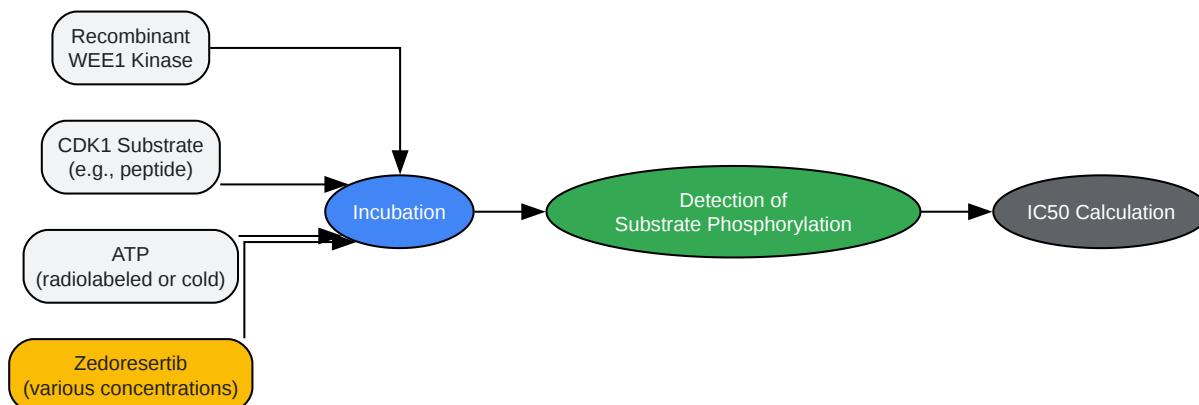 Recombinant
WEE1 Kinase
CDK1 Substrate
(e.g., peptide)
ATP
(radiolabeled or cold)
Zedoresertib
(various concentrations)
Incubation
Detection of
Substrate Phosphorylation
IC50 Calculation